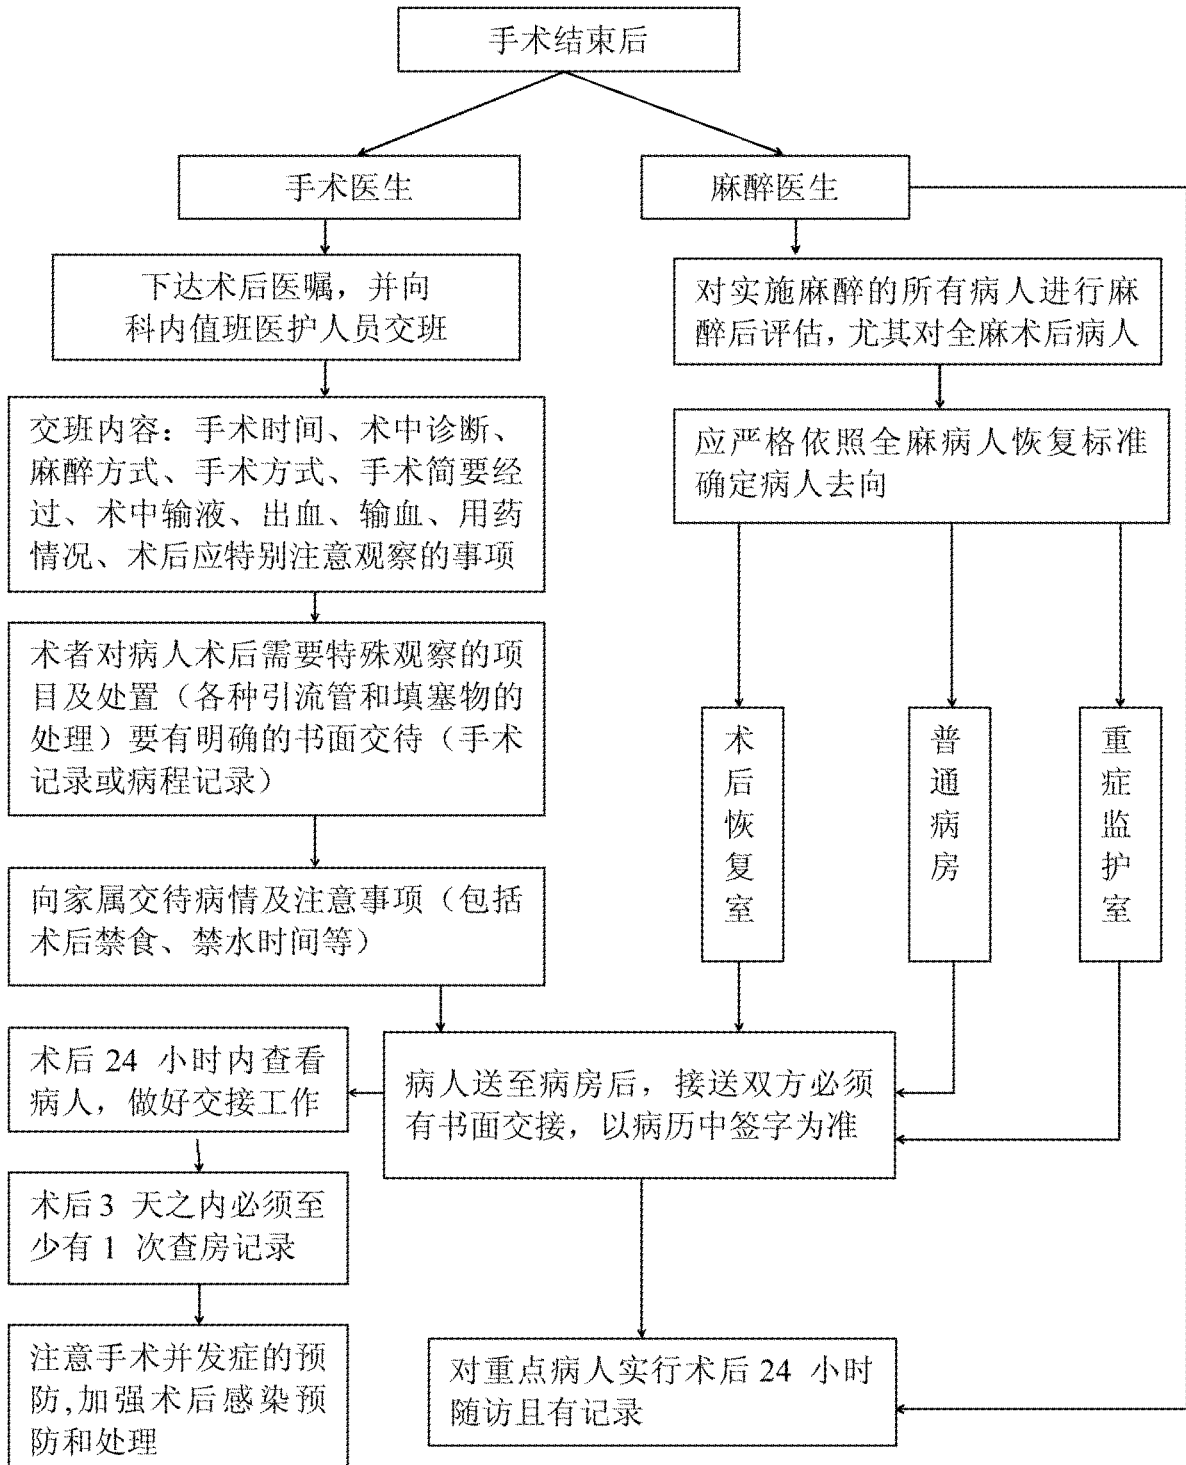 手术结束后
手术医生
麻醉医生
下达术后医嘱，并向
科内值班医护人员交班
对实施麻醉的所有病人进行麻
醉后评估，尤其对全麻术后病人
交班内容：手术时间、术中诊断、
麻醉方式、手术方式、手术简要经
过、术中输液、出血、输血、用药
情况、术后应特别注意观察的事项
应严格依照全麻病人恢复标准
确定病人去向
术者对病人术后需要特殊观察的项
目及处置（各种引流管和填塞物的
处理）要有明确的书面交待（手术
记录或病程记录）
术后恢复室
普通病房
重症监护室
向家属交待病情及注意事项（包括
术后禁食、禁水时间等）
术后24 小时内查看
病人，做好交接工作
病人送至病房后，接送双方必须
有书面交接，以病历中签字为准
术后3 天之内必须至
少有1 次查房记录
注意手术并发症的预
防,加强术后感染预
防和处理
对重点病人实行术后24 小时
随访且有记录